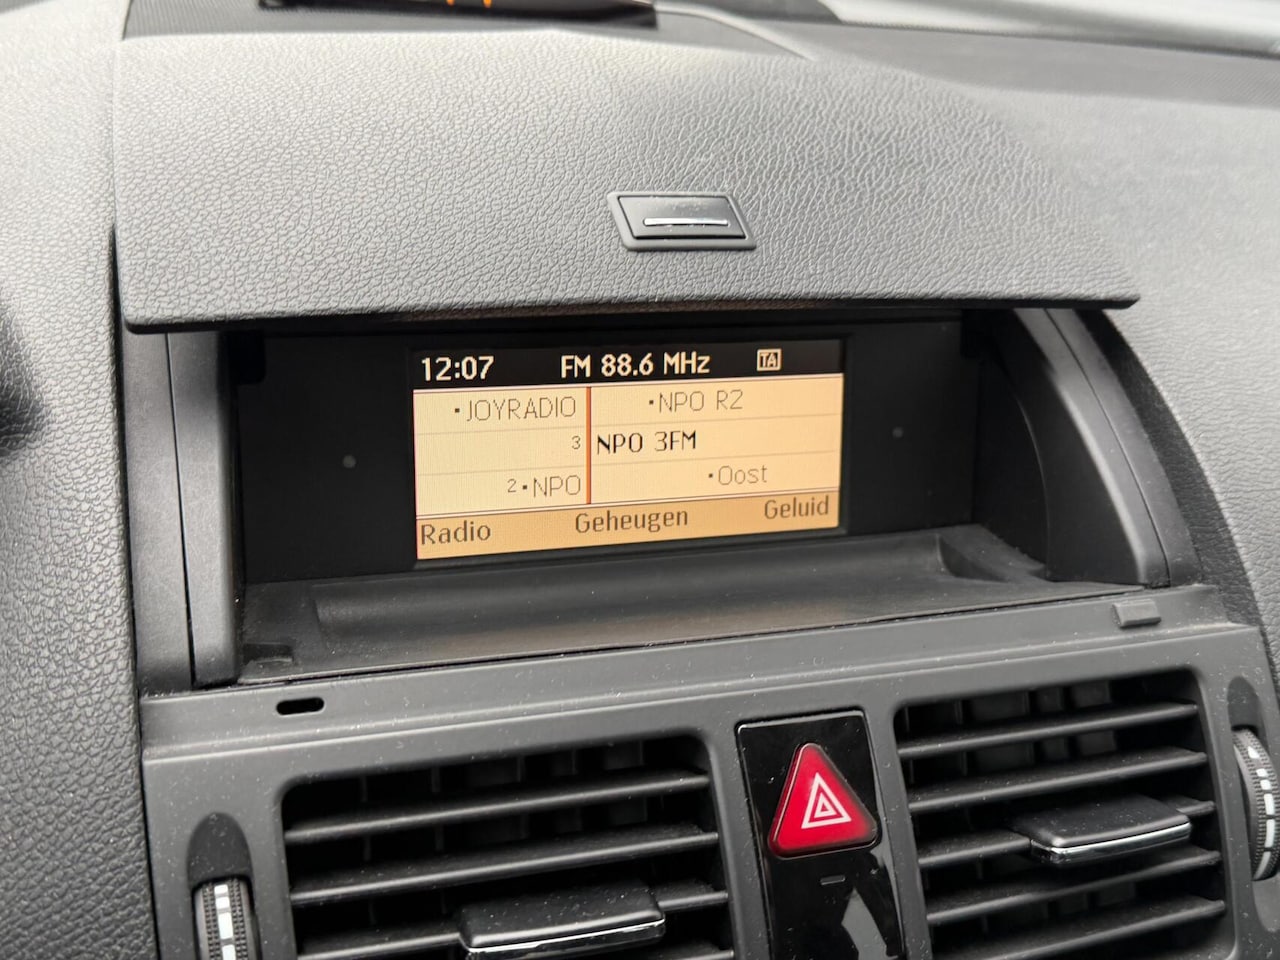 12:07 FM 88.6 MHz TA
·JOYRADIO ·NPO R2
3 NPO 3FM
2·NPO ·Oost
Radio Geheugen Geluid